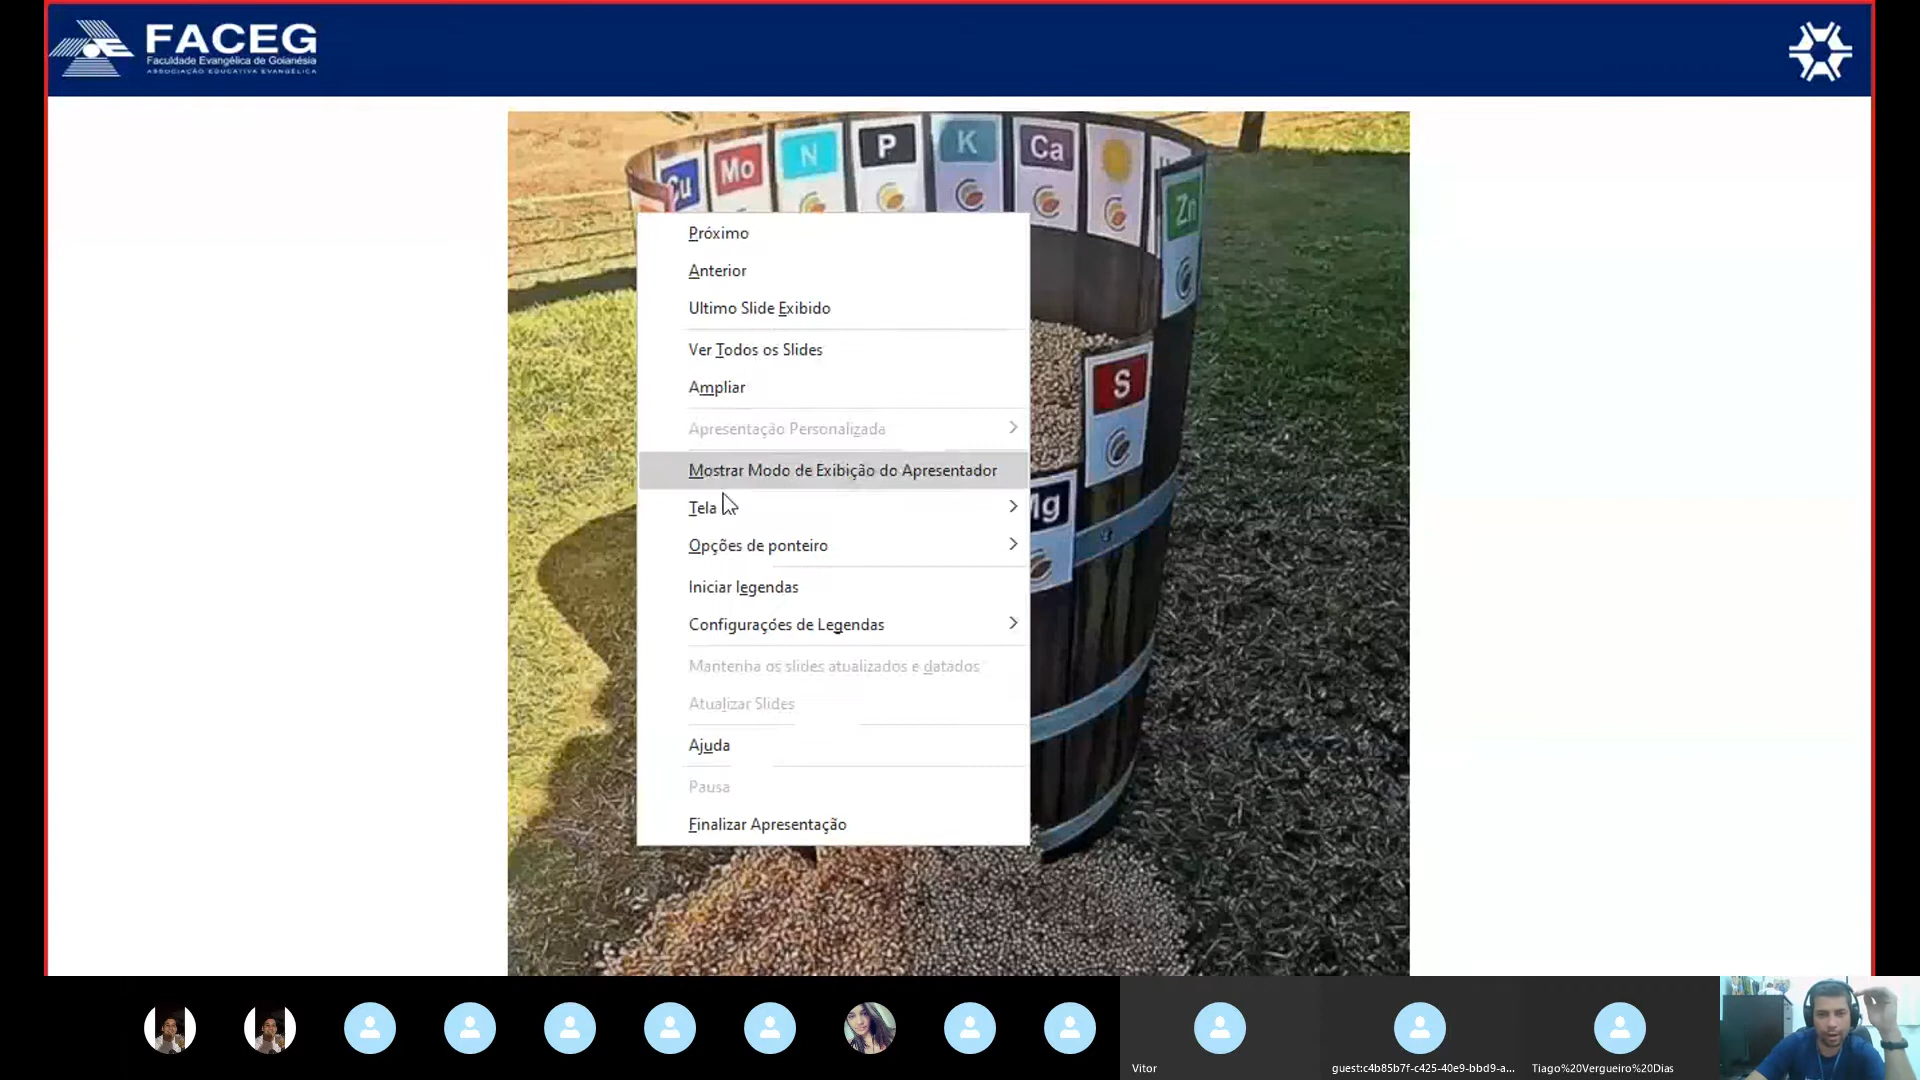 FACEG
Faculdade Evangélica de Goianésia
ASSOCIAÇÃO EDUCATIVA EVANGÉLICA
Cu
Mo
N
P
K
Ca
Zn
S
Mg
Próximo
Anterior
Ultimo Slide Exibido
Ver Todos os Slides
Ampliar
Apresentação Personalizada
Mostrar Modo de Exibição do Apresentador
Tela
Opções de ponteiro
Iniciar legendas
Configurações de Legendas
Mantenha os slides atualizados e datados
Atualizar Slides
Ajuda
Pausa
Finalizar Apresentação
Vitor
guest:c4b85b7f-c425-40e9-bbd9-a...
Tiago%20Vergueiro%20Dias